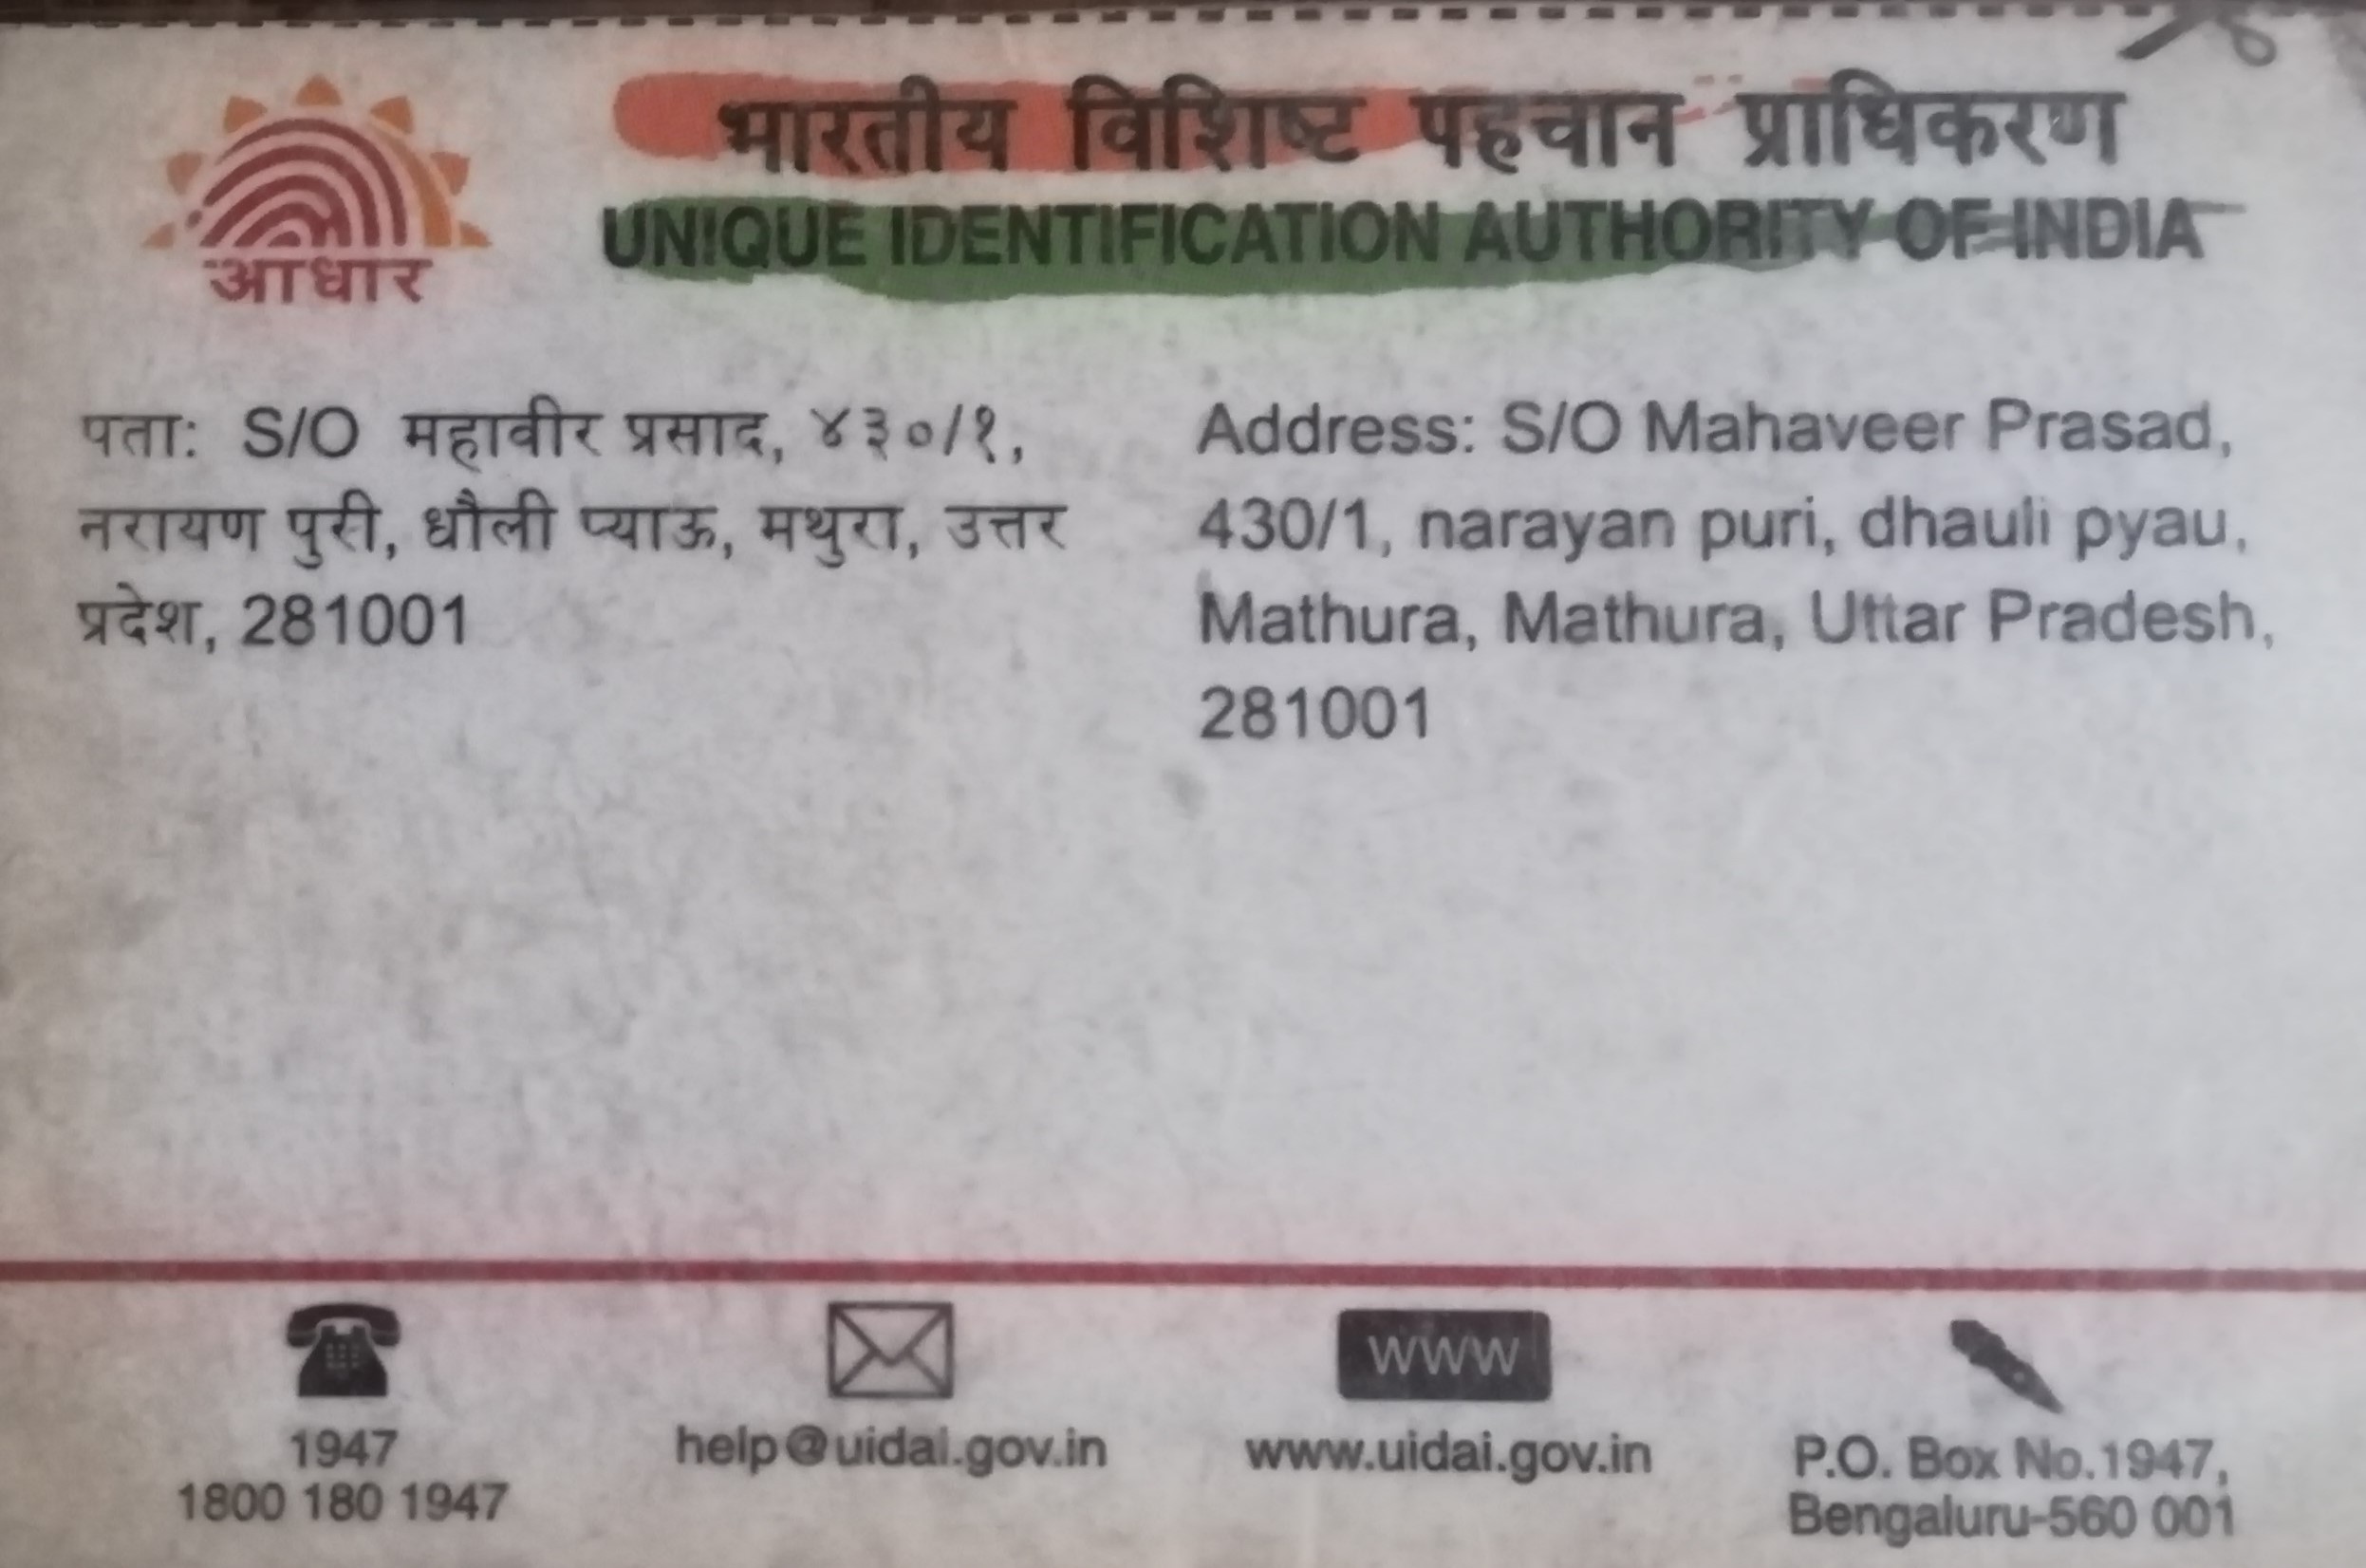 आधार
भारतीय विशिष्ट पहचान प्राधिकरण
UNIQUE IDENTIFICATION AUTHORITY OF INDIA
पता: S/O महावीर प्रसाद, ४३०/१,
नरायण पुरी, धौली प्याऊ, मथुरा, उत्तर
प्रदेश, 281001
Address: S/O Mahaveer Prasad,
430/1, narayan puri, dhauli pyau,
Mathura, Mathura, Uttar Pradesh,
281001
1947
1800 180 1947
help@uidai.gov.in
WWW
www.uidai.gov.in
P.O. Box No.1947,
Bengaluru-560 001